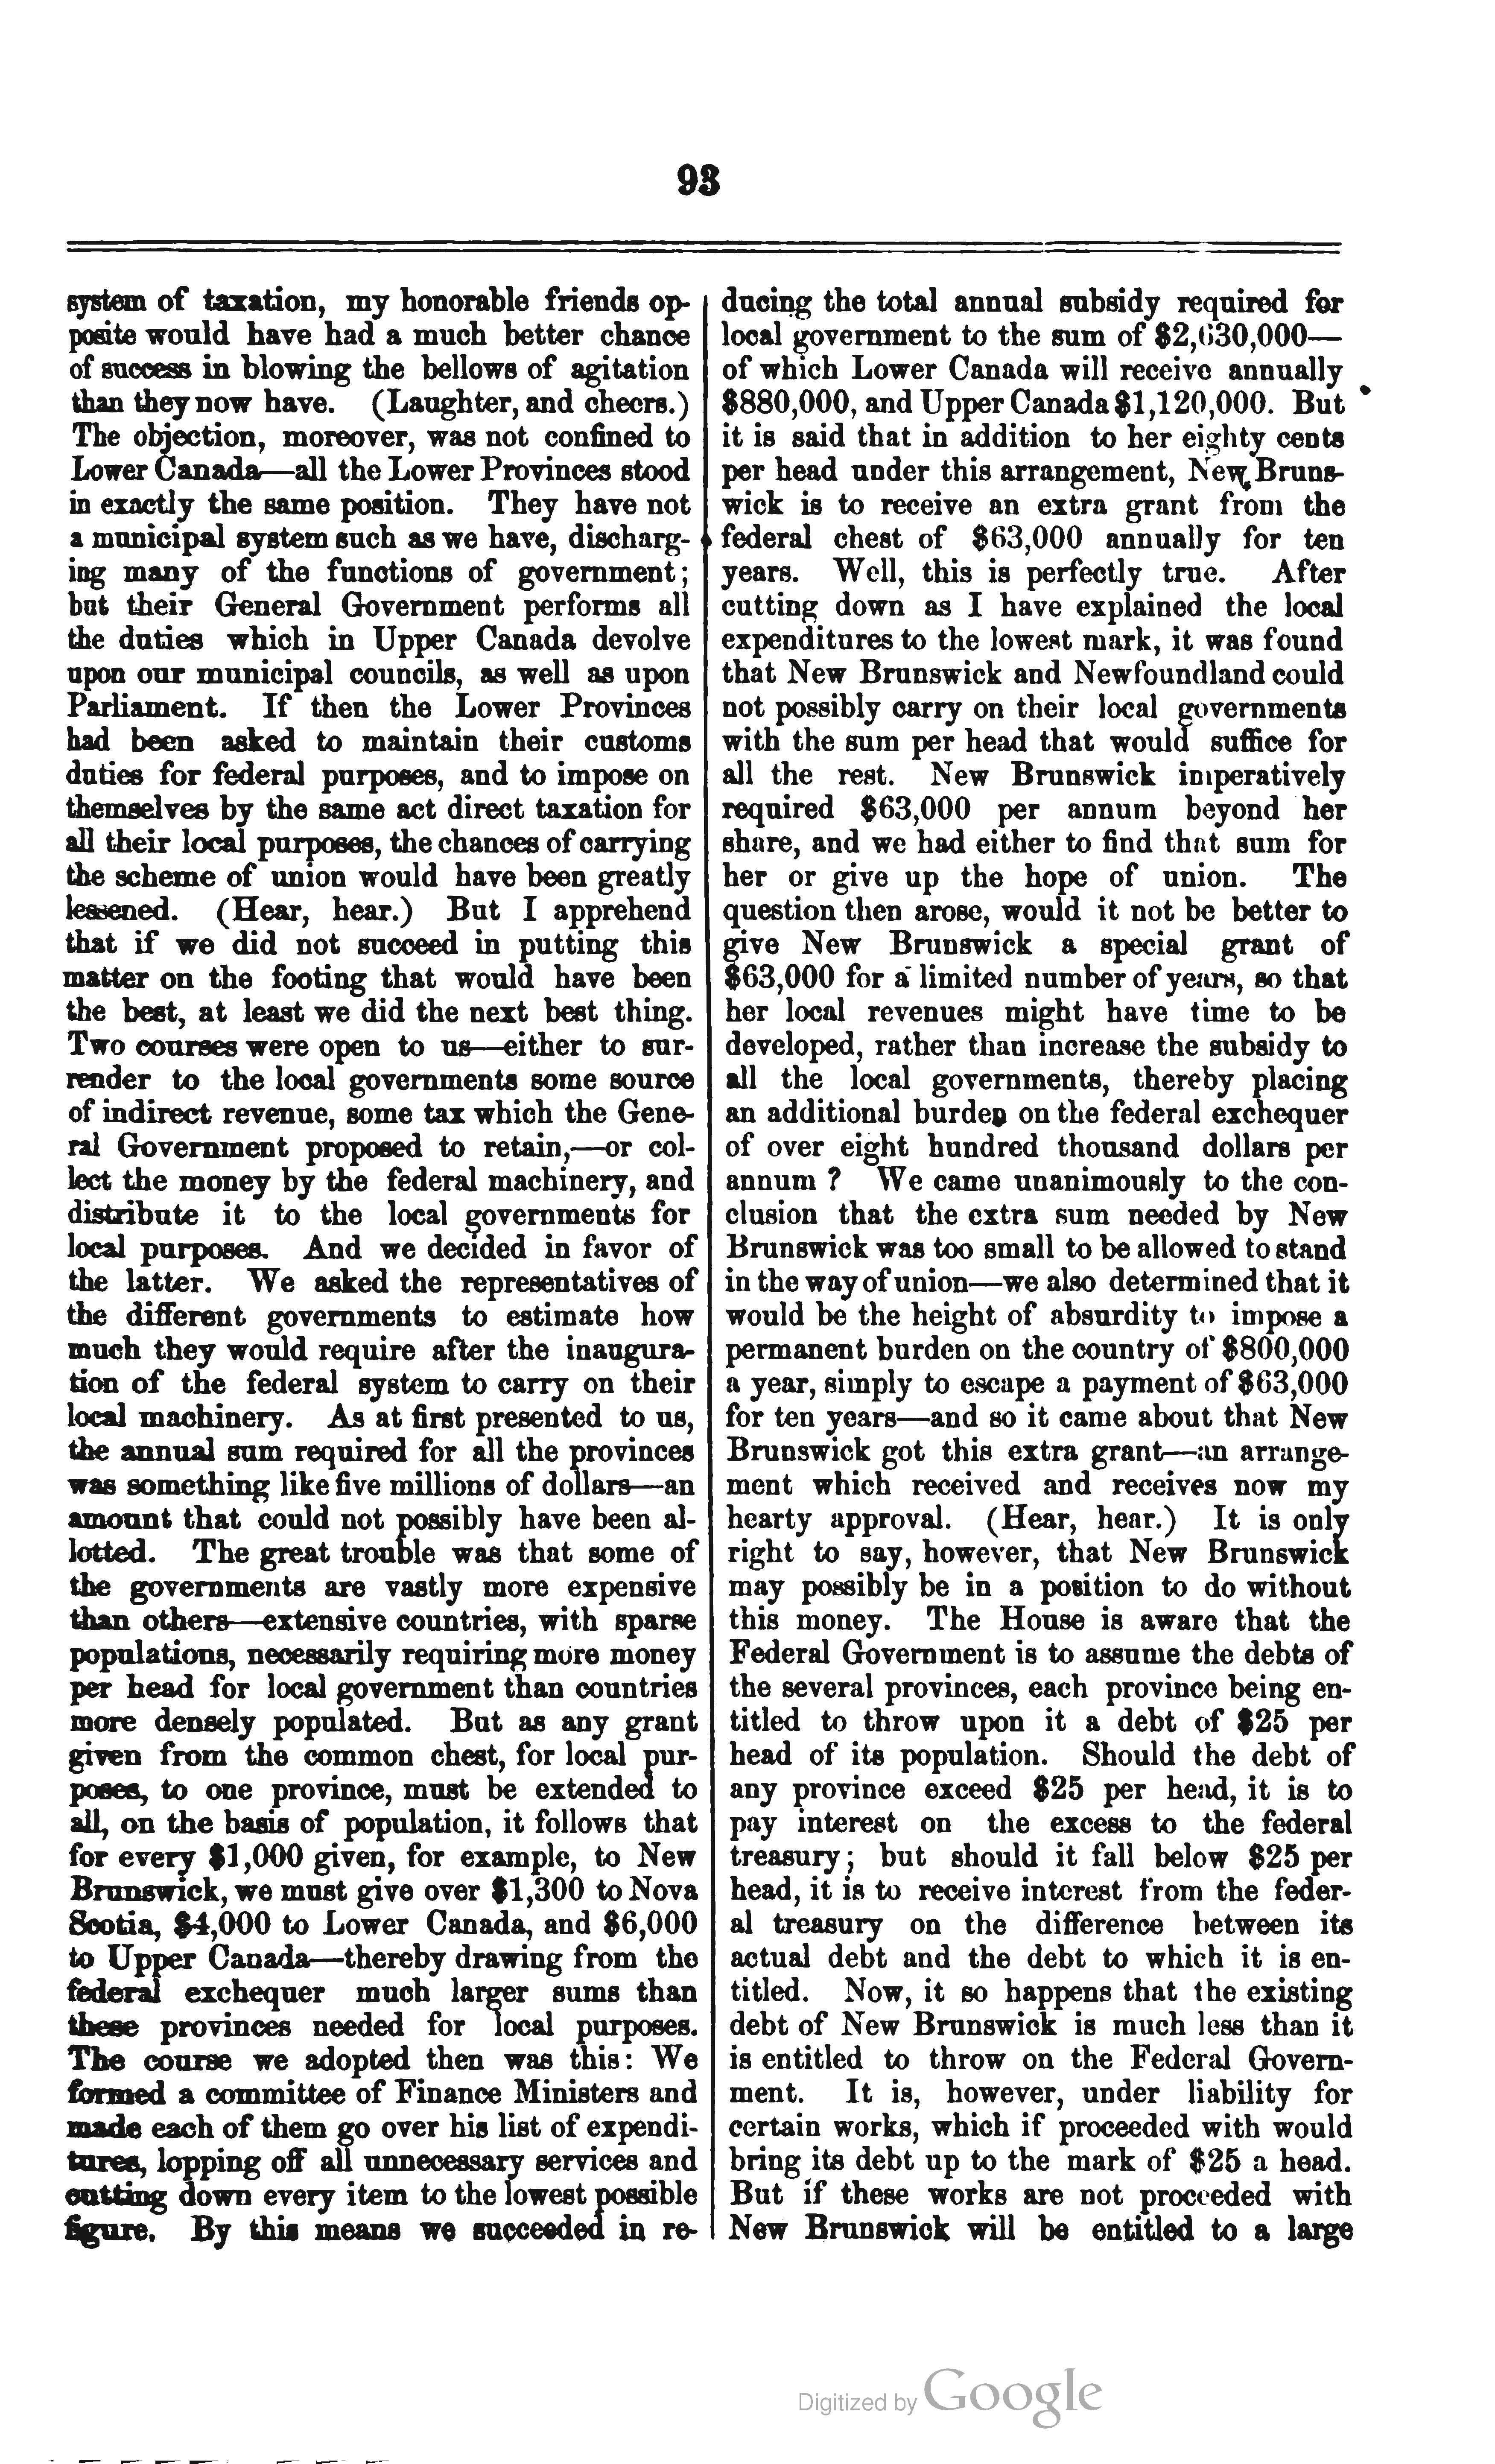 93
system of taxation, my honorable friends op-
posite would have had a much better chance
of success in blowing the bellows of agitation
than they now have. (Laughter, and cheers.)
The objection, moreover, was not confined to
Lower Canada—all the Lower Provinces stood
in exactly the same position. They have not
a municipal system such as we have, discharg-
ing many of the functions of government;
but their General Government performs all
the duties which in Upper Canada devolve
upon our municipal councils, as well as upon
Parliament. If then the Lower Provinces
had been asked to maintain their customs
duties for federal purposes, and to impose on
themselves by the same act direct taxation for
all their local purposes, the chances of carrying
the scheme of union would have been greatly
lessened. (Hear, hear.) But I apprehend
that if we did not succeed in putting this
matter on the footing that would have been
the best, at least we did the next best thing.
Two courses were open to us—either to sur-
render to the local governments some source
of indirect revenue, some tax which the Gene-
ral Government proposed to retain,—or col-
lect the money by the federal machinery, and
distribute it to the local governments for
local purposes. And we decided in favor of
the latter. We asked the representatives of
the different governments to estimate how
much they would require after the inaugura-
tion of the federal system to carry on their
local machinery. As at first presented to us,
the annual sum required for all the provinces
was something like five millions of dollars—an
amount that could not possibly have been al-
lotted. The great trouble was that some of
the governments are vastly more expensive
than others—extensive countries, with sparse
populations, necessarily requiring more money
per head for local government than countries
more densely populated. But as any grant
given from the common chest, for local pur-
poses, to one province, must be extended to
all, on the basis of population, it follows that
for every $1,000 given, for example, to New
Brunswick, we must give over $1,300 to Nova
Scotia, $4,000 to Lower Canada, and $6,000
to Upper Canada—thereby drawing from the
federal exchequer much larger sums than
these provinces needed for local purposes.
The course we adopted then was this: We
formed a committee of Finance Ministers and
made each of them go over his list of expendi-
tures, lopping off all unnecessary services and
cutting down every item to the lowest possible
figure. By this means we succeeded in re-
ducing the total annual subsidy required for
local government to the sum of $2,630,000—
of which Lower Canada will receive annually
$880,000, and Upper Canada $1,120,000. But
it is said that in addition to her eighty cents
per head under this arrangement, New Bruns-
wick is to receive an extra grant from the
federal chest of $63,000 annually for ten
years. Well, this is perfectly true. After
cutting down as I have explained the local
expenditures to the lowest mark, it was found
that New Brunswick and Newfoundland could
not possibly carry on their local governments
with the sum per head that would suffice for
all the rest. New Brunswick imperatively
required $63,000 per annum beyond her
share, and we had either to find that sum for
her or give up the hope of union. The
question then arose, would it not be better to
give New Brunswick a special grant of
$63,000 for a limited number of years, so that
her local revenues might have time to be
developed, rather than increase the subsidy to
all the local governments, thereby placing
an additional burden on the federal exchequer
of over eight hundred thousand dollars per
annum ? We came unanimously to the con-
clusion that the extra sum needed by New
Brunswick was too small to be allowed to stand
in the way of union—we also determined that it
would be the height of absurdity to impose a
permanent burden on the country of $800,000
a year, simply to escape a payment of $63,000
for ten years—and so it came about that New
Brunswick got this extra grant—an arrange-
ment which received and receives now my
hearty approval. (Hear, hear.) It is only
right to say, however, that New Brunswick
may possibly be in a position to do without
this money. The House is aware that the
Federal Government is to assume the debts of
the several provinces, each province being en-
titled to throw upon it a debt of $25 per
head of its population. Should the debt of
any province exceed $25 per head, it is to
pay interest on the excess to the federal
treasury; but should it fall below $25 per
head, it is to receive interest from the feder-
al treasury on the difference between its
actual debt and the debt to which it is en-
titled. Now, it so happens that the existing
debt of New Brunswick is much less than it
is entitled to throw on the Federal Govern-
ment. It is, however, under liability for
certain works, which if proceeded with would
bring its debt up to the mark of $25 a head.
But if these works are not proceeded with
New Brunswick will be entitled to a large
Digitized by Google